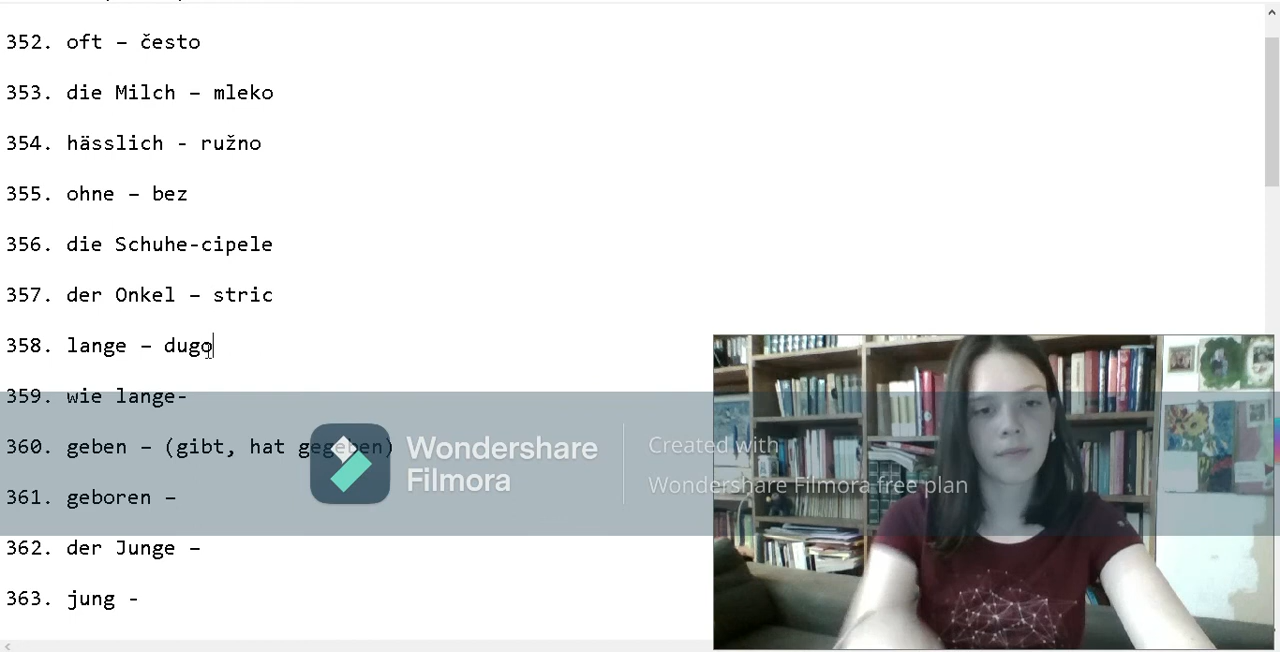 352. oft – često
353. die Milch – mleko
354. hässlich - ružno
355. ohne – bez
356. die Schuhe-cipele
357. der Onkel – stric
358. lange – dugo
359. wie lange-
360. geben – (gibt, hat gegeben)
361. geboren –
362. der Junge –
363. jung -
Wondershare
Filmora
Created with
Wondershare Filmora free plan